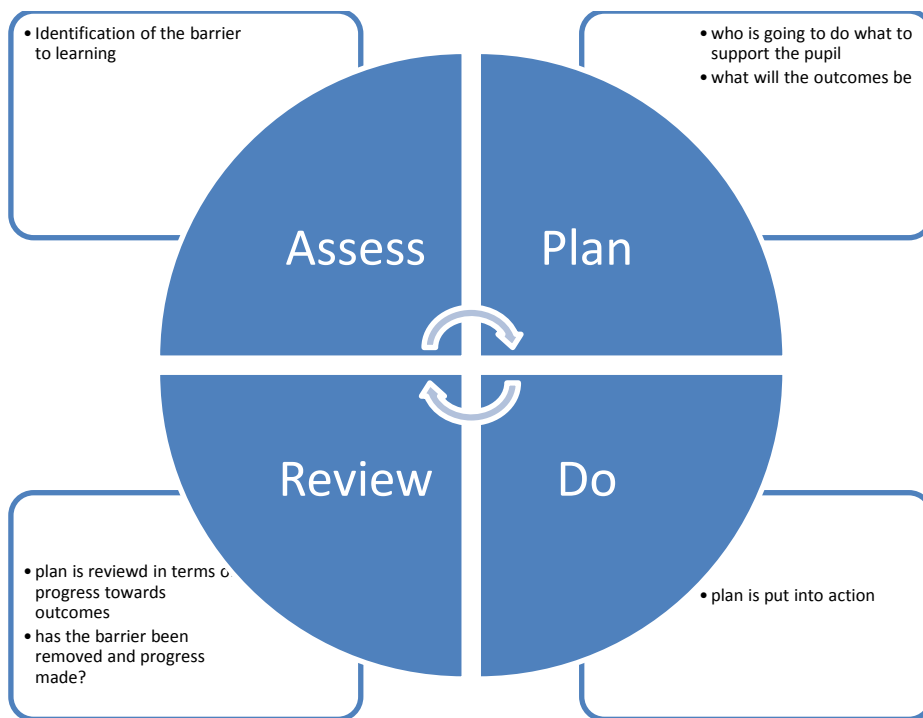 • Identification of the barrier
to learning
• who is going to do what to
support the pupil
• what will the outcomes be
Assess
Plan
Review
Do
• plan is reviewd in terms
progress towards
outcomes
• has the barrier been
removed and progress
made?
• plan is put into action